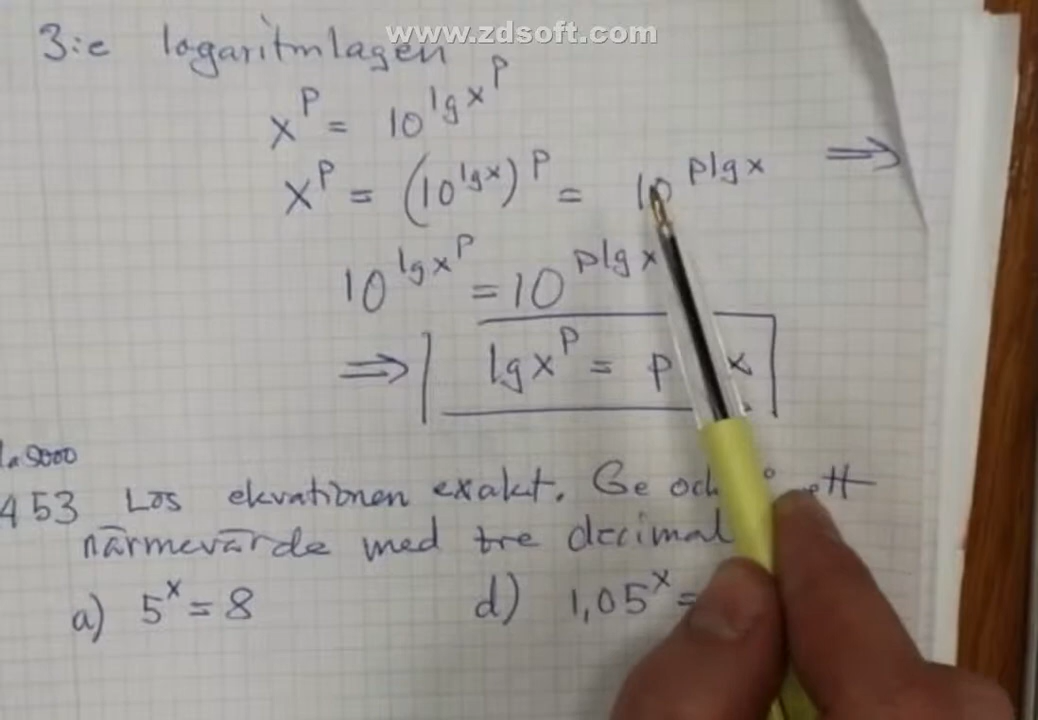 www.zdsoft.com
3:e logaritmlagen
x^p = 10^lg x^p
x^p = (10^lg x)^p = 10^p lg x ⇒
10^lg x^p = 10^p lg x
⇒ lg x^p = p x
453 Lös ekvationen exakt. Ge ett
närmevärde med tre decimal
a) 5^x = 8 d) 1,05^x =